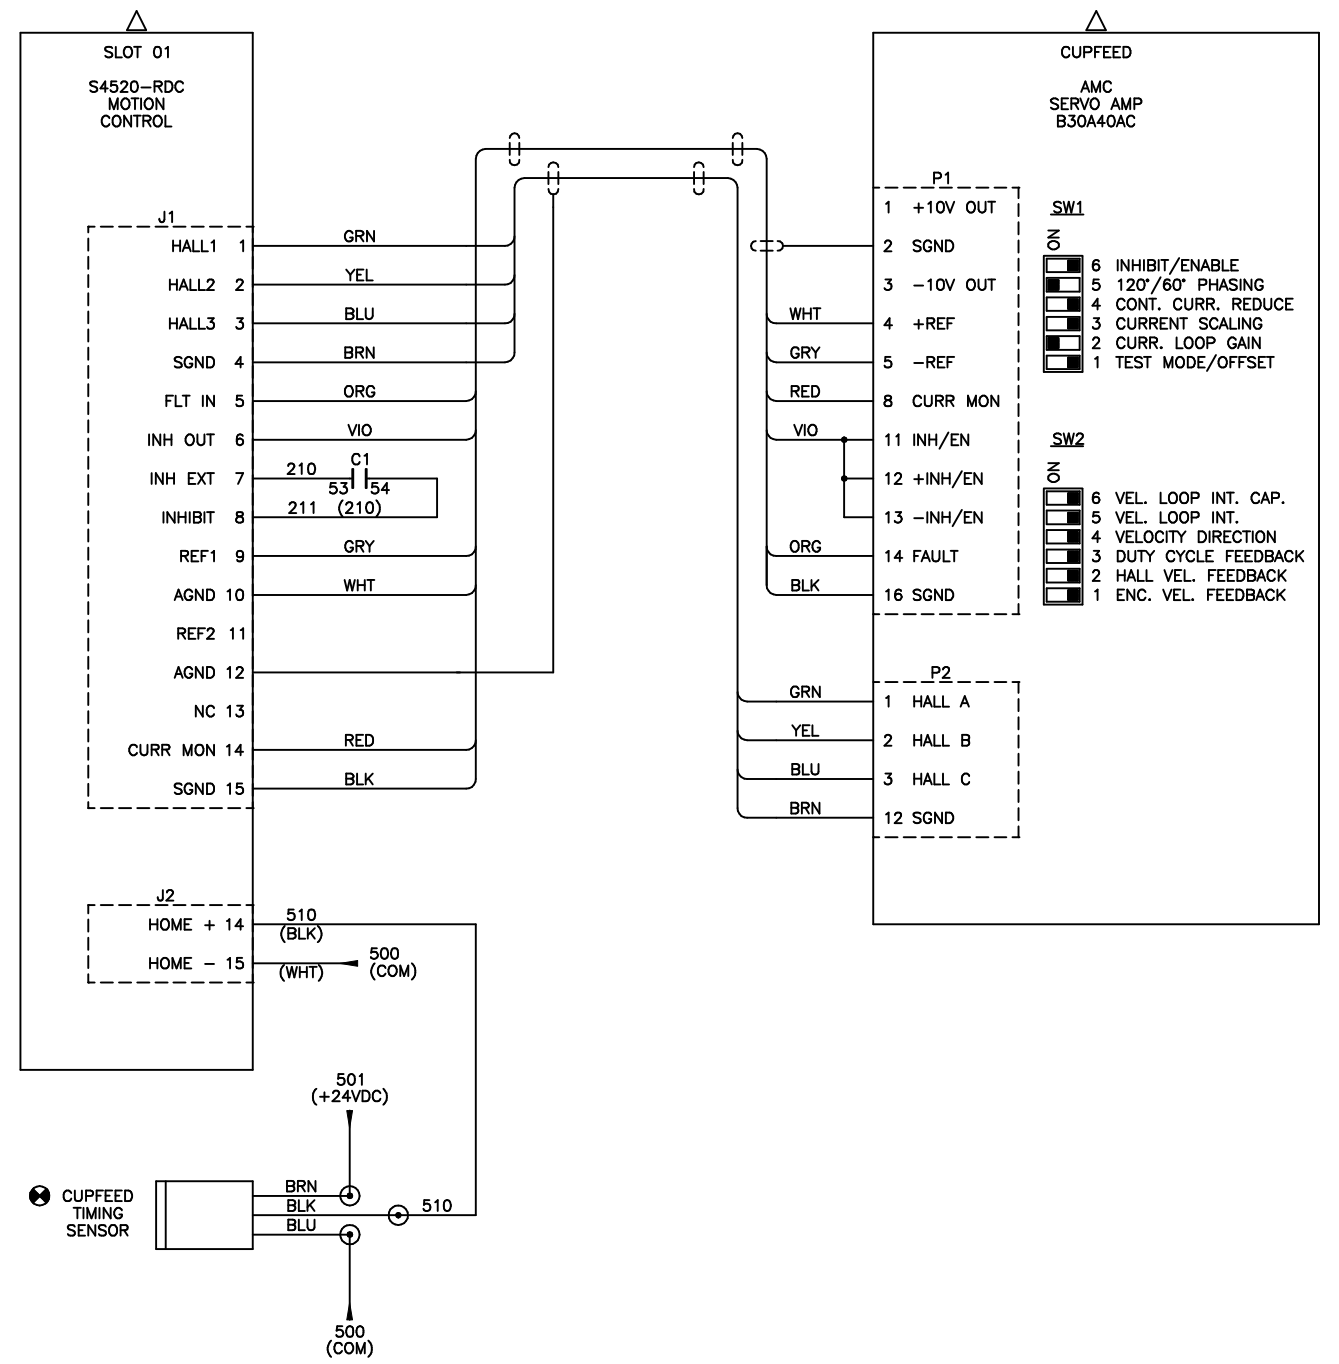 SLOT 01
S4520-RDC
MOTION
CONTROL
J1
HALL1 1 GRN
HALL2 2 YEL
HALL3 3 BLU
SGND 4 BRN
FLT IN 5 ORG
INH OUT 6 VIO
C1
INH EXT 7 210
53 54
INHIBIT 8 211 (210)
REF1 9 GRY
AGND 10 WHT
REF2 11
AGND 12
NC 13
CURR MON 14 RED
SGND 15 BLK
J2
HOME + 14 510
(BLK)
HOME - 15 (WHT)
500
(COM)
501
(+24VDC)
CUPFEED
TIMING
SENSOR
BRN
BLK 510
BLU
500
(COM)
CUPFEED
AMC
SERVO AMP
B30A40AC
P1
1 +10V OUT
2 SGND
3 -10V OUT
WHT 4 +REF
GRY 5 -REF
RED 8 CURR MON
VIO 11 INH/EN
12 +INH/EN
13 -INH/EN
ORG 14 FAULT
BLK 16 SGND
P2
GRN 1 HALL A
YEL 2 HALL B
BLU 3 HALL C
BRN 12 SGND
SW1
ON
6 INHIBIT/ENABLE
5 120°/60° PHASING
4 CONT. CURR. REDUCE
3 CURRENT SCALING
2 CURR. LOOP GAIN
1 TEST MODE/OFFSET
SW2
ON
6 VEL. LOOP INT. CAP.
5 VEL. LOOP INT.
4 VELOCITY DIRECTION
3 DUTY CYCLE FEEDBACK
2 HALL VEL. FEEDBACK
1 ENC. VEL. FEEDBACK